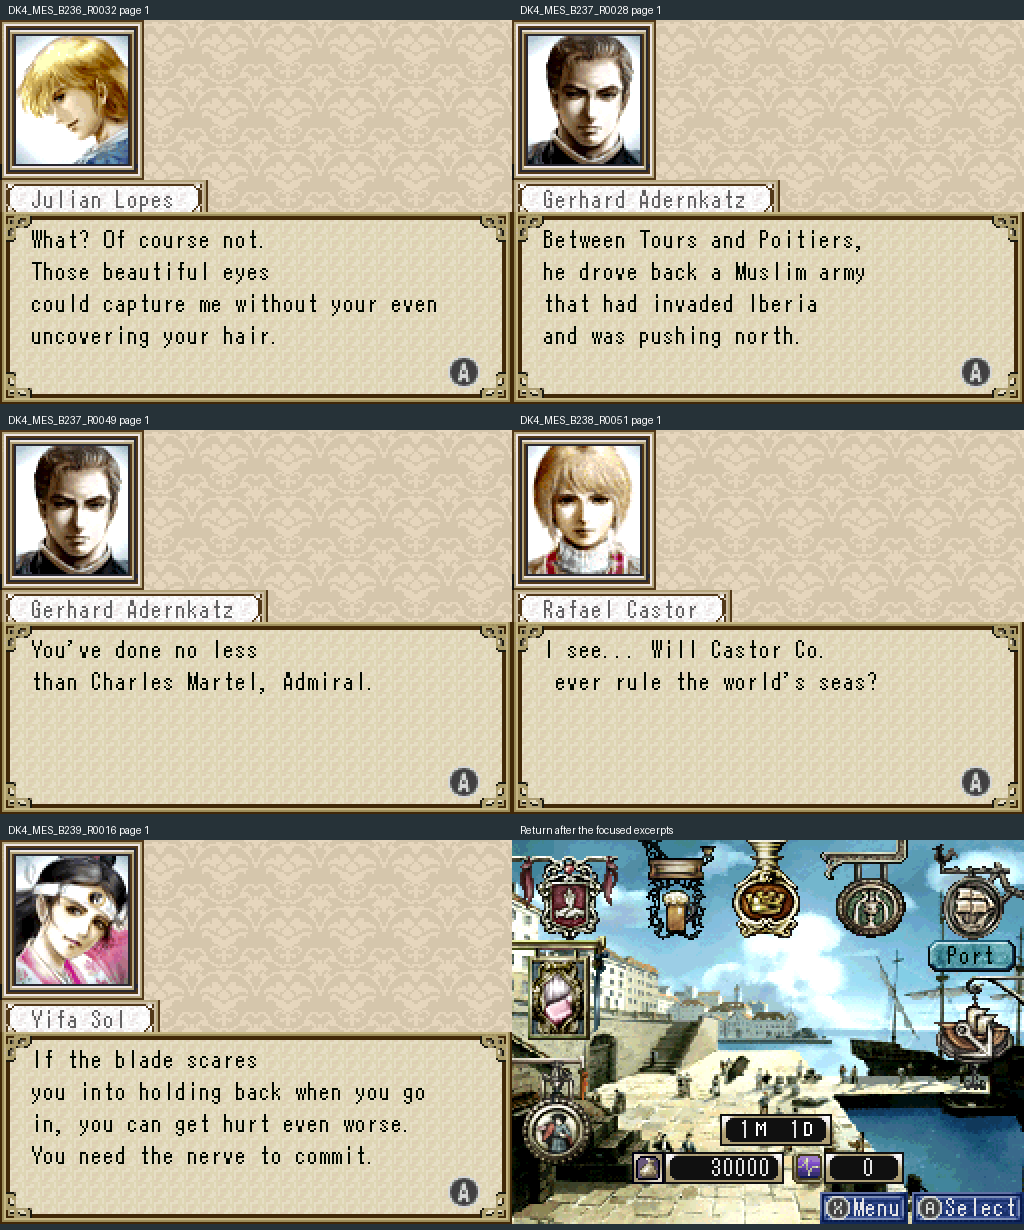 DK4_MES_B236_R0032 page 1
Julian Lopes
What? Of course not.
Those beautiful eyes
could capture me without your even
uncovering your hair.
A
DK4_MES_B237_R0028 page 1
Gerhard Adernkatz
Between Tours and Poitiers,
he drove back a Muslim army
that had invaded Iberia
and was pushing north.
A
DK4_MES_B237_R0049 page 1
Gerhard Adernkatz
You've done no less
than Charles Martel, Admiral.
A
DK4_MES_B238_R0051 page 1
Rafael Castor
I see... Will Castor Co.
ever rule the world's seas?
A
DK4_MES_B239_R0016 page 1
Yifa Sol
If the blade scares
you into holding back when you go
in, you can get hurt even worse.
You need the nerve to commit.
A
Return after the focused excerpts
Port
1M 1D
30000
0
X Menu
A Select